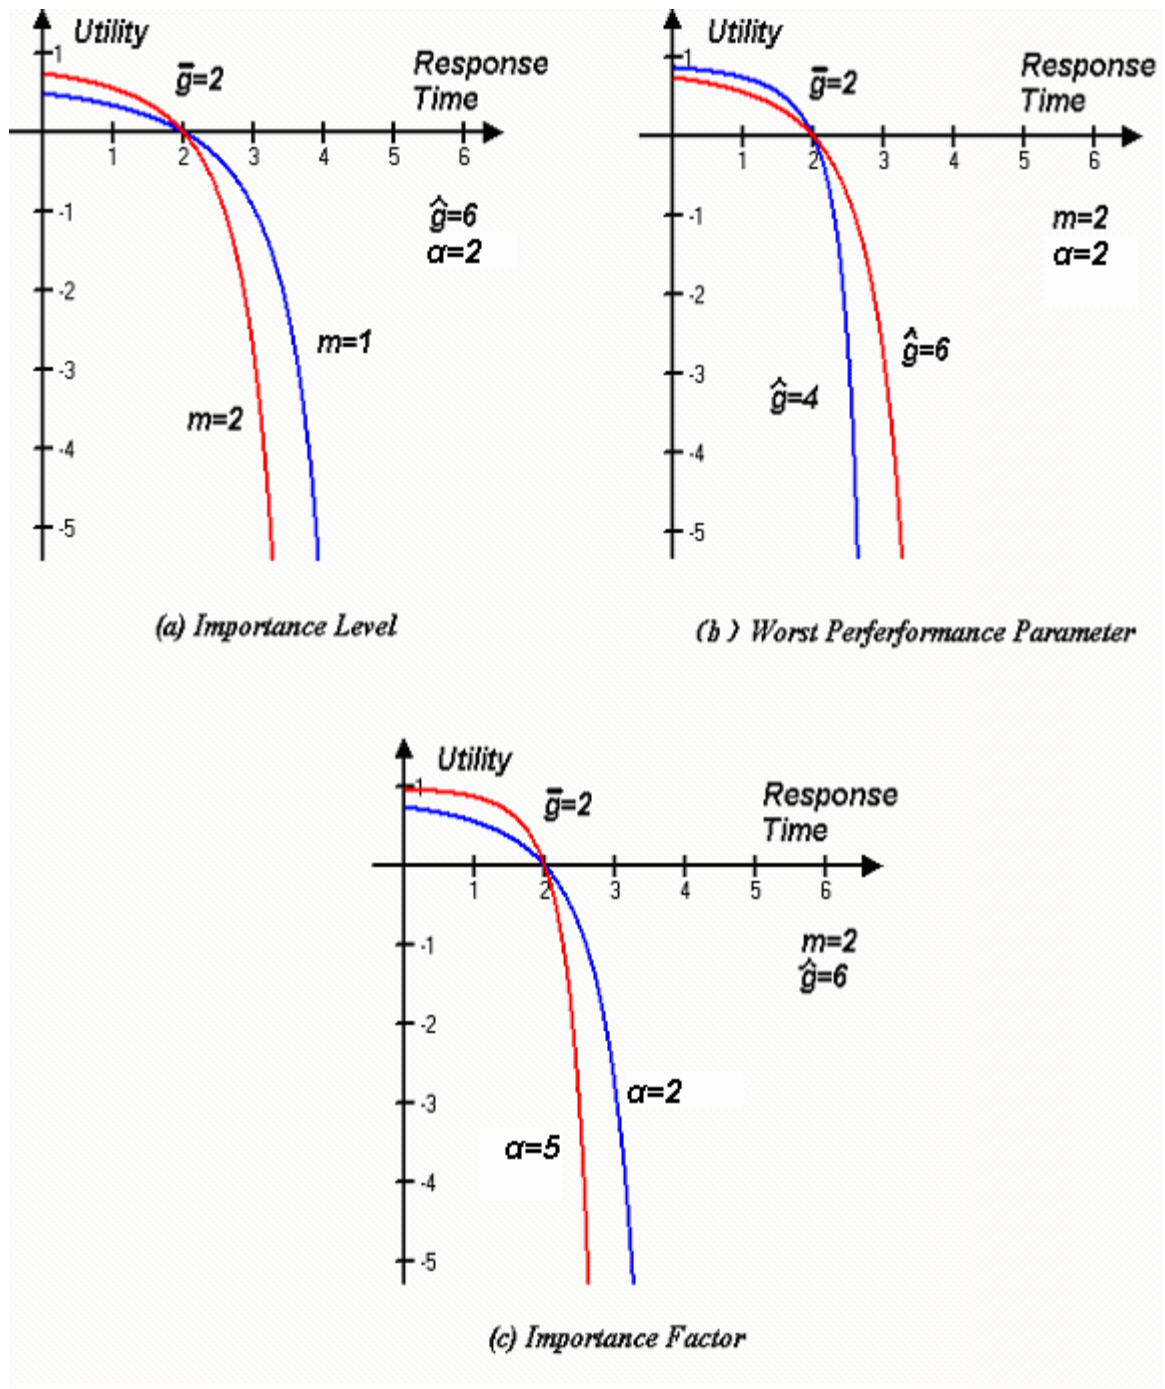 Utility
1
ḡ=2
Response
Time
1 2 3 4 5 6
-1
ĝ=6
α=2
-2
m=1
-3
m=2
-4
-5
(a) Importance Level
Utility
1
ḡ=2
Response
Time
1 2 3 4 5 6
-1
m=2
α=2
-2
ĝ=6
-3
ĝ=4
-4
-5
(b) Worst Perferformance Parameter
Utility
1
ḡ=2
Response
Time
1 2 3 4 5 6
-1
m=2
ĝ=6
-2
α=2
-3
α=5
-4
-5
(c) Importance Factor